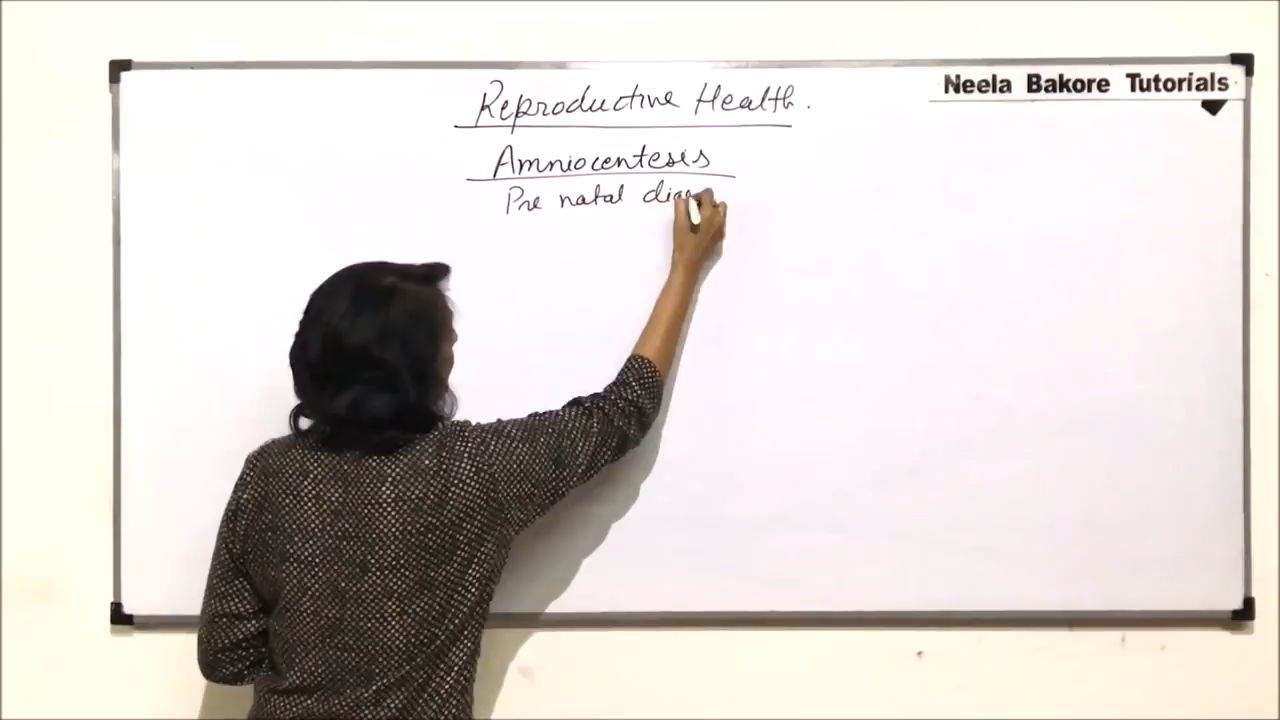 Reproductive Health.
Neela Bakore Tutorials
Amniocentesis
Pre natal